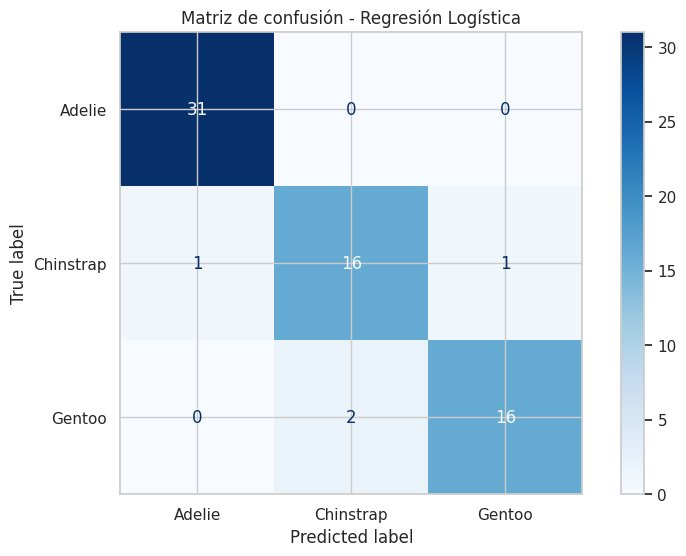 Matriz de confusión - Regresión Logística
30
25
20
15
10
5
0
True label
Adelie
31 0 0
Chinstrap
1 16 1
Gentoo
0 2 16
Adelie Chinstrap Gentoo
Predicted label